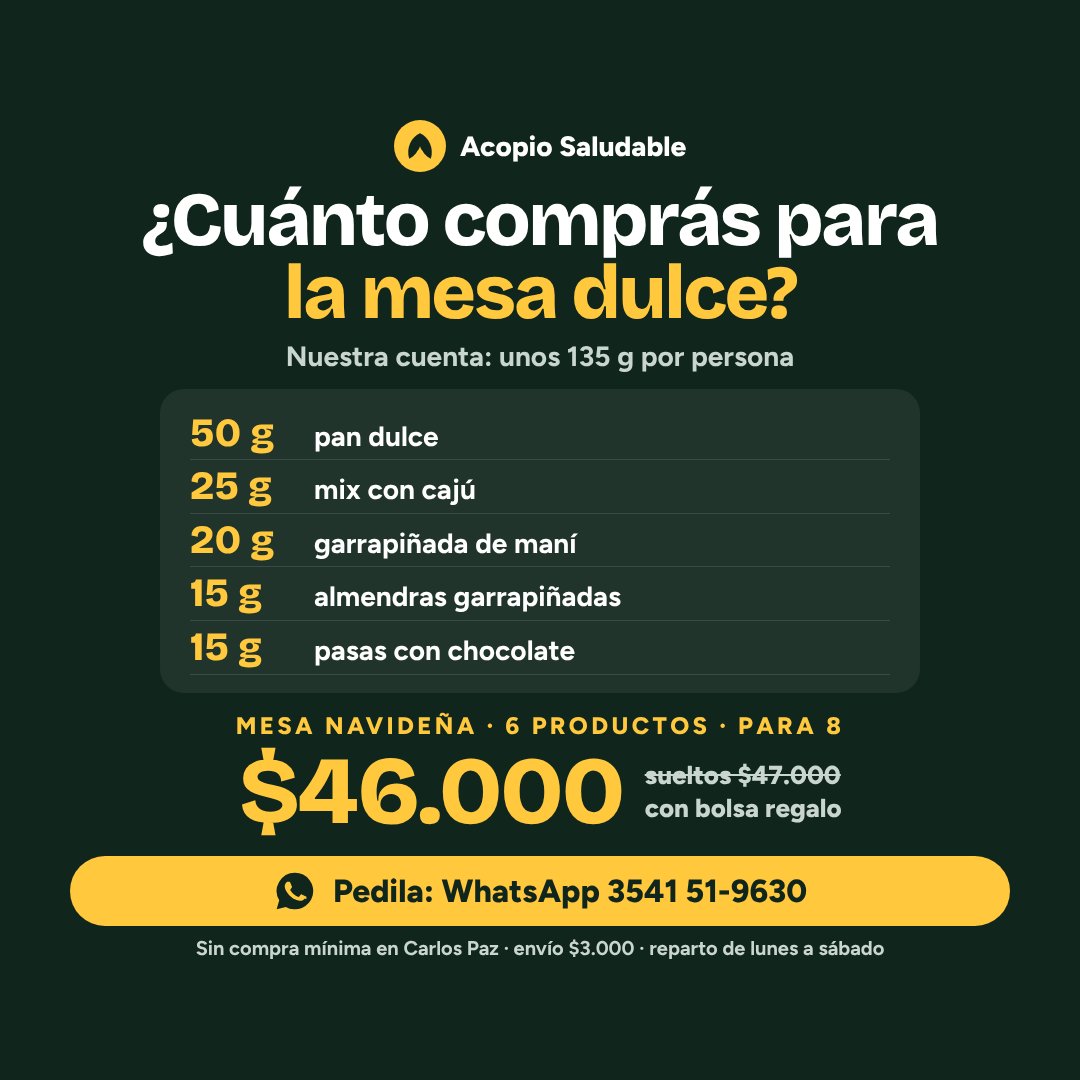 Acopio Saludable
¿Cuánto comprás para
la mesa dulce?
Nuestra cuenta: unos 135 g por persona
50 g pan dulce
25 g mix con cajú
20 g garrapiñada de maní
15 g almendras garrapiñadas
15 g pasas con chocolate
MESA NAVIDEÑA · 6 PRODUCTOS · PARA 8
$46.000
sueltos $47.000
con bolsa regalo
Pedila: WhatsApp 3541 51-9630
Sin compra mínima en Carlos Paz · envío $3.000 · reparto de lunes a sábado